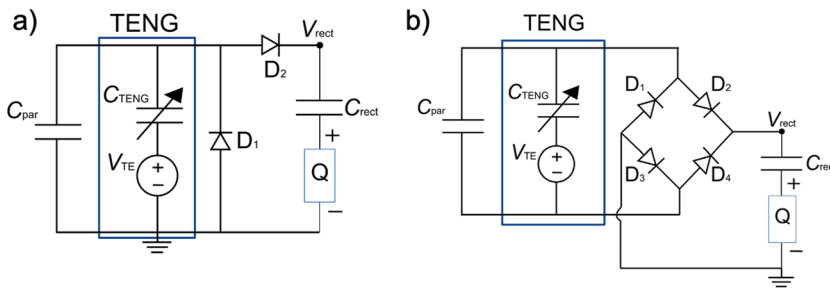 a)
TENG
Vrect
D2
CTENG
Cpar
Crect
D1
VTE
+
−
+
Q
−
b)
TENG
D1
D2
CTENG
Cpar
Vrect
VTE
+
−
D3
D4
Crec
+
Q
−